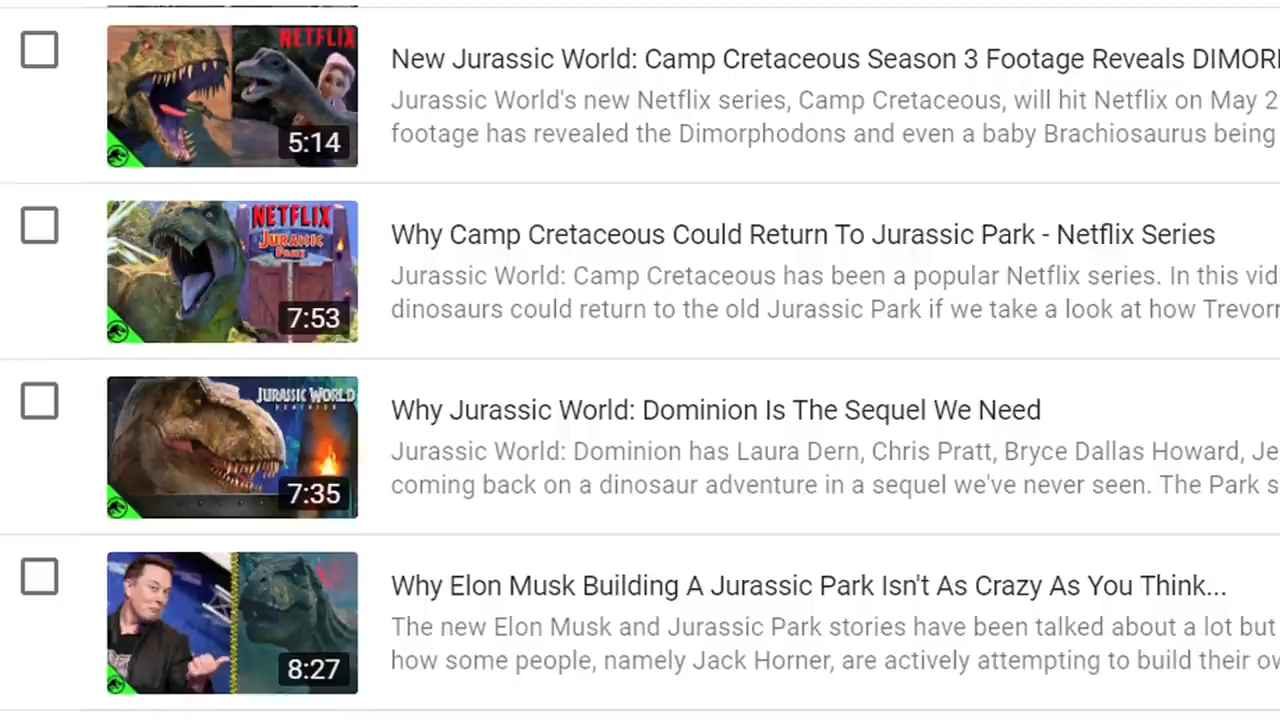 NETFLIX
5:14
New Jurassic World: Camp Cretaceous Season 3 Footage Reveals DIMOR
Jurassic World's new Netflix series, Camp Cretaceous, will hit Netflix on May 2
footage has revealed the Dimorphodons and even a baby Brachiosaurus being
NETFLIX
JURASSIC
PARK
7:53
Why Camp Cretaceous Could Return To Jurassic Park - Netflix Series
Jurassic World: Camp Cretaceous has been a popular Netflix series. In this vid
dinosaurs could return to the old Jurassic Park if we take a look at how Trevorr
JURASSIC WORLD
DOMINION
7:35
Why Jurassic World: Dominion Is The Sequel We Need
Jurassic World: Dominion has Laura Dern, Chris Pratt, Bryce Dallas Howard, Je
coming back on a dinosaur adventure in a sequel we've never seen. The Park s
8:27
Why Elon Musk Building A Jurassic Park Isn't As Crazy As You Think...
The new Elon Musk and Jurassic Park stories have been talked about a lot but
how some people, namely Jack Horner, are actively attempting to build their ow